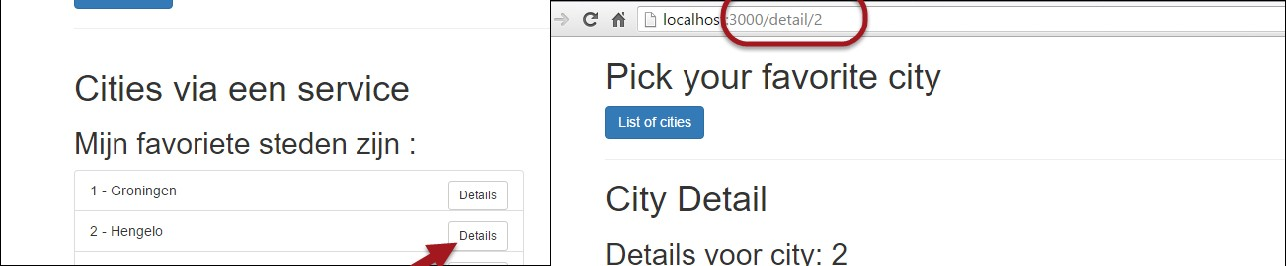 Cities via een service
Mijn favoriete steden zijn :
1 - Groningen
Details
2 - Hengelo
Details
localhost:3000/detail/2
Pick your favorite city
List of cities
City Detail
Details voor city: 2